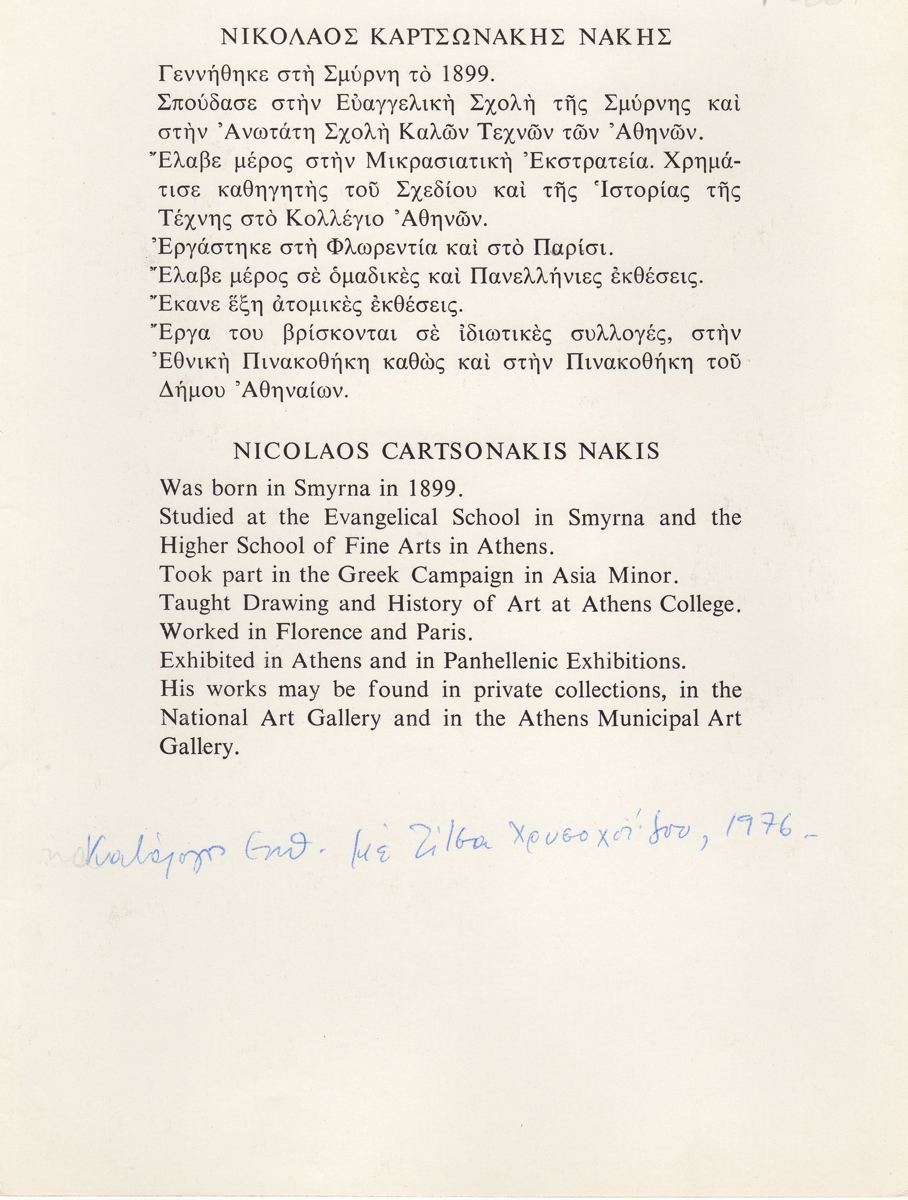 ΝΙΚΟΛΑΟΣ ΚΑΡΤΣΩΝΑΚΗΣ ΝΑΚΗΣ
Γεννήθηκε στὴ Σμύρνη τὸ 1899.
Σπούδασε στὴν Εὐαγγελικὴ Σχολὴ τῆς Σμύρνης καὶ
στὴν Ἀνωτάτη Σχολὴ Καλῶν Τεχνῶν τῶν Ἀθηνῶν.
Ἔλαβε μέρος στὴν Μικρασιατικὴ Ἐκστρατεία. Χρημά-
τισε καθηγητὴς τοῦ Σχεδίου καὶ τῆς Ἱστορίας τῆς
Τέχνης στὸ Κολλέγιο Ἀθηνῶν.
Ἐργάστηκε στὴ Φλωρεντία καὶ στὸ Παρίσι.
Ἔλαβε μέρος σὲ ὁμαδικὲς καὶ Πανελλήνιες ἐκθέσεις.
Ἔκανε ἕξη ἀτομικὲς ἐκθέσεις.
Ἔργα του βρίσκονται σὲ ἰδιωτικὲς συλλογές, στὴν
Ἐθνικὴ Πινακοθήκη καθὼς καὶ στὴν Πινακοθήκη τοῦ
Δήμου Ἀθηναίων.
NICOLAOS CARTSONAKIS NAKIS
Was born in Smyrna in 1899.
Studied at the Evangelical School in Smyrna and the
Higher School of Fine Arts in Athens.
Took part in the Greek Campaign in Asia Minor.
Taught Drawing and History of Art at Athens College.
Worked in Florence and Paris.
Exhibited in Athens and in Panhellenic Exhibitions.
His works may be found in private collections, in the
National Art Gallery and in the Athens Municipal Art
Gallery.
Κατάλογος με Χρυσοχοΐδου, 1976 -